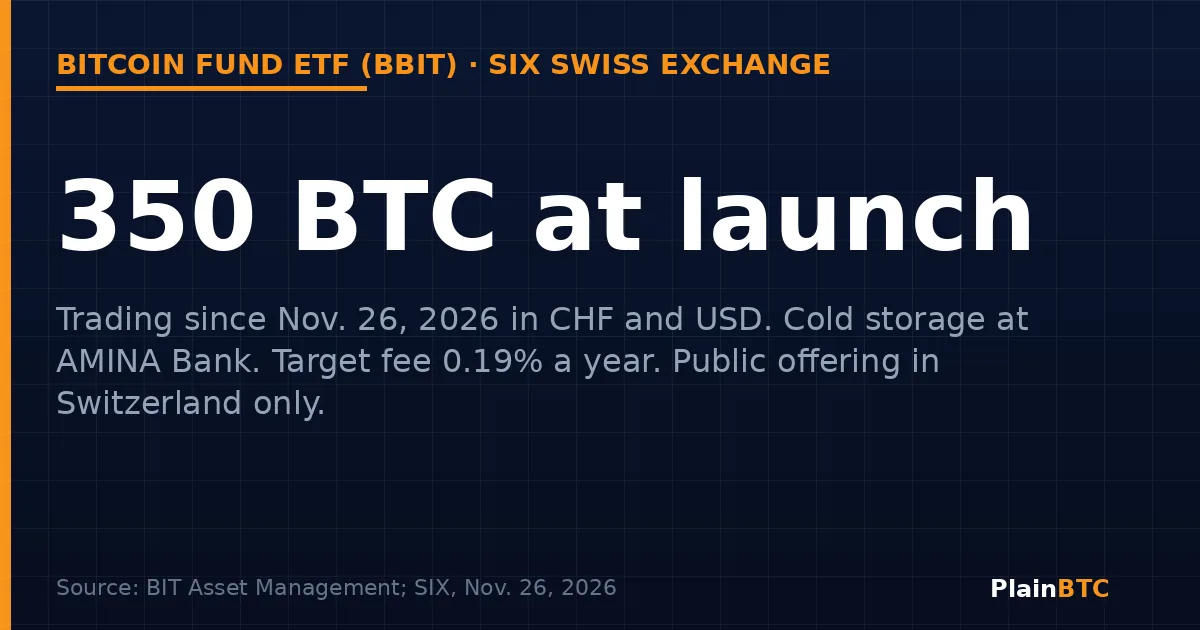 BITCOIN FUND ETF (BBIT) · SIX SWISS EXCHANGE
350 BTC at launch
Trading since Nov. 26, 2026 in CHF and USD. Cold storage at
AMINA Bank. Target fee 0.19% a year. Public offering in
Switzerland only.
Source: BIT Asset Management; SIX, Nov. 26, 2026
PlainBTC